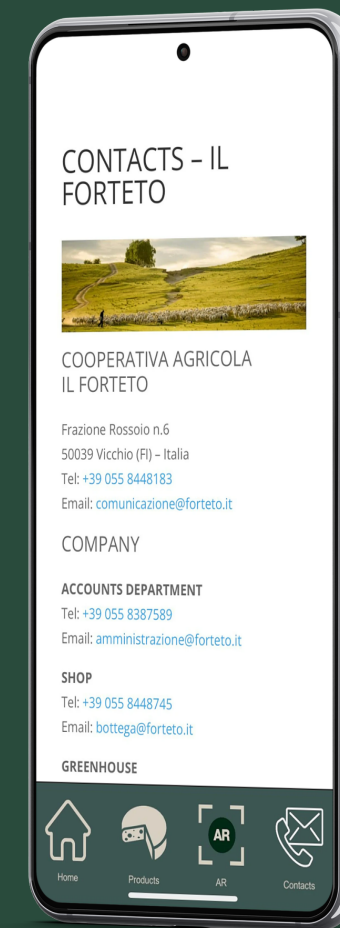 CONTACTS – IL
FORTETO
COOPERATIVA AGRICOLA
IL FORTETO
Frazione Rossoio n.6
50039 Vicchio (FI) – Italia
Tel: +39 055 8448183
Email: comunicazione@forteto.it
COMPANY
ACCOUNTS DEPARTMENT
Tel: +39 055 8387589
Email: amministrazione@forteto.it
SHOP
Tel: +39 055 8448745
Email: bottega@forteto.it
GREENHOUSE
AR
Home Products AR Contacts